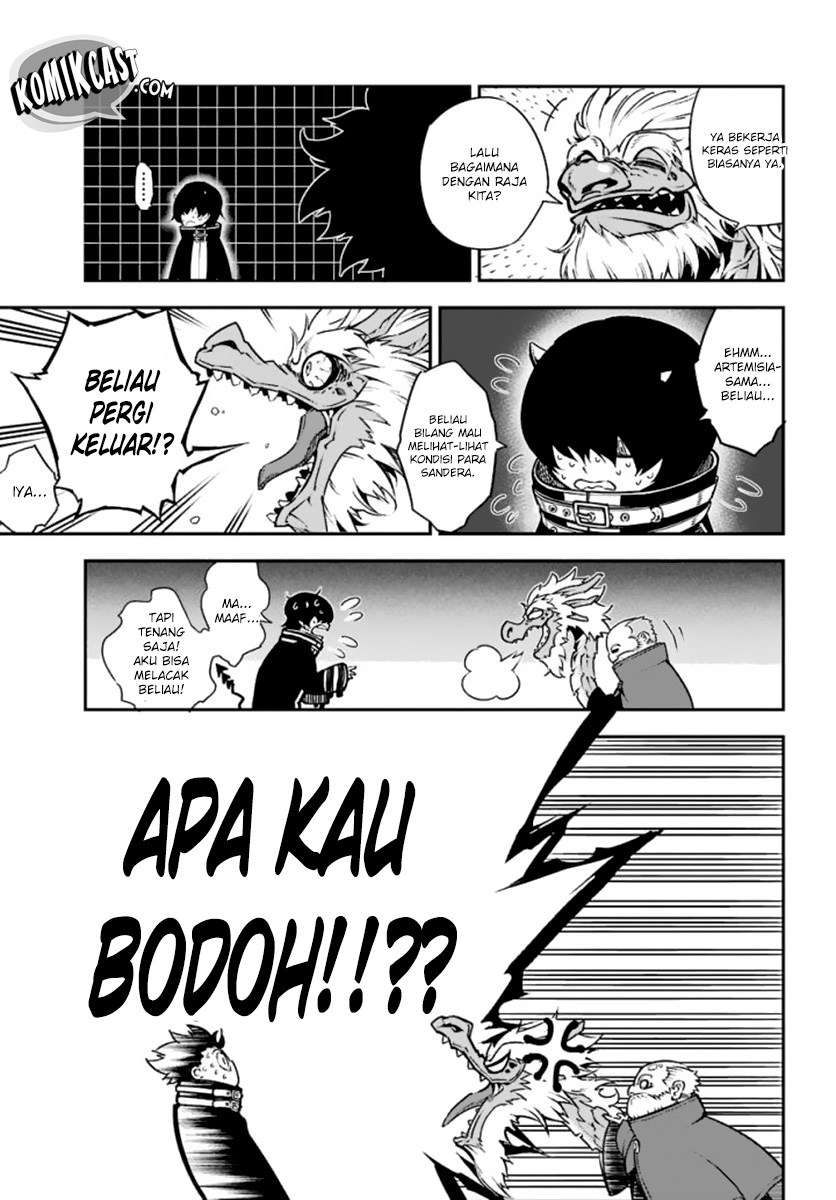 KOMIKCAST
.COM
YA BEKERJA
KERAS SEPERTI
BIASANYA YA.
LALU
BAGAIMANA
DENGAN RAJA
KITA?
......
EHMM...
ARTEMISIA-
SAMA...
BELIAU...
BELIAU
BILANG MAU
MELIHAT-LIHAT
KONDISI PARA
SANDERA.
BELIAU
PERGI
KELUAR!?
IYA...
MA...
MAAF...
TAPI
TENANG
SAJA!
AKU BISA
MELACAK
BELIAU!
APA KAU
BODOH!!??